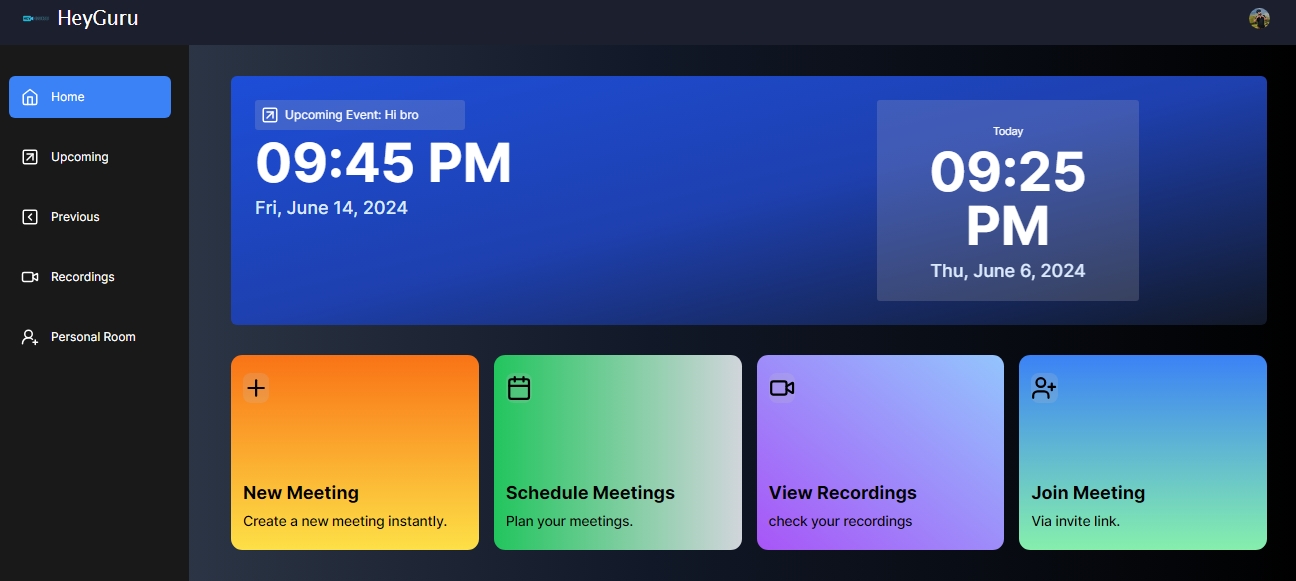 HeyGuru
Home
Upcoming
Previous
Recordings
Personal Room
Upcoming Event: Hi bro
09:45 PM
Fri, June 14, 2024
Today
09:25
PM
Thu, June 6, 2024
New Meeting
Create a new meeting instantly.
Schedule Meetings
Plan your meetings.
View Recordings
check your recordings
Join Meeting
Via invite link.